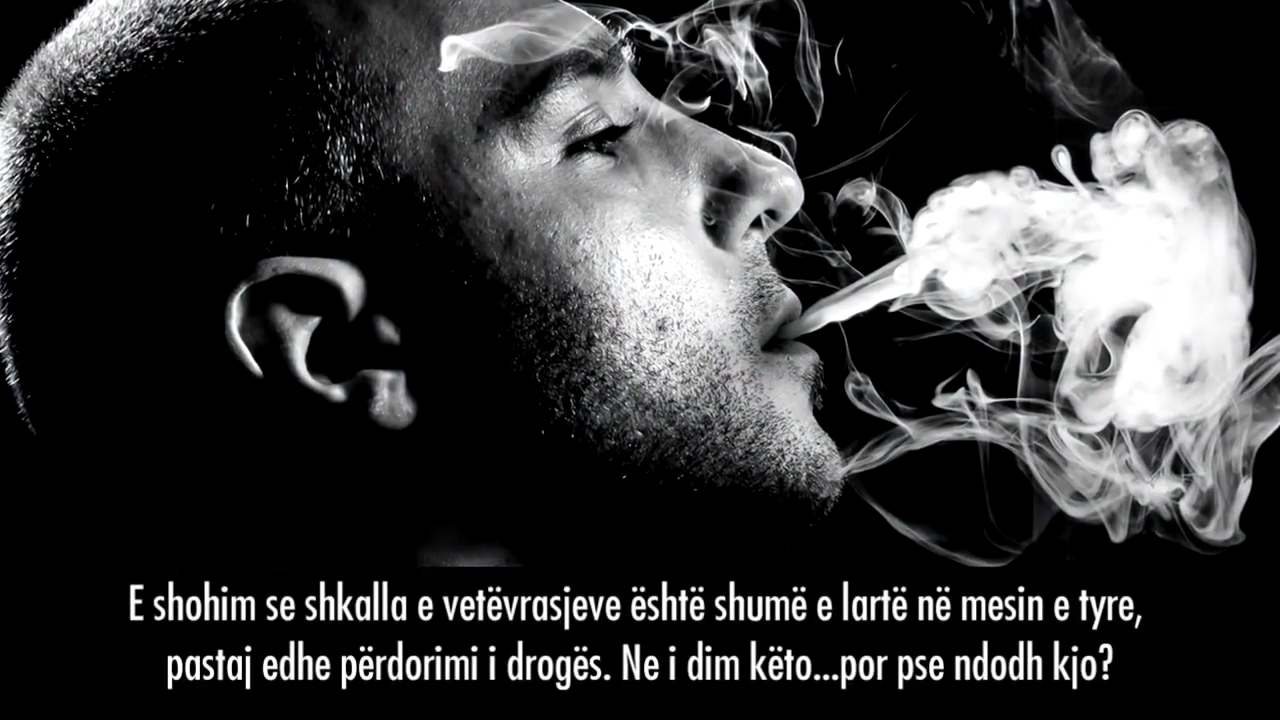 E shohim se shkalla e vetëvrasjeve është shumë e lartë në mesin e tyre,
pastaj edhe përdorimi i drogës. Ne i dim këto...por pse ndodh kjo?